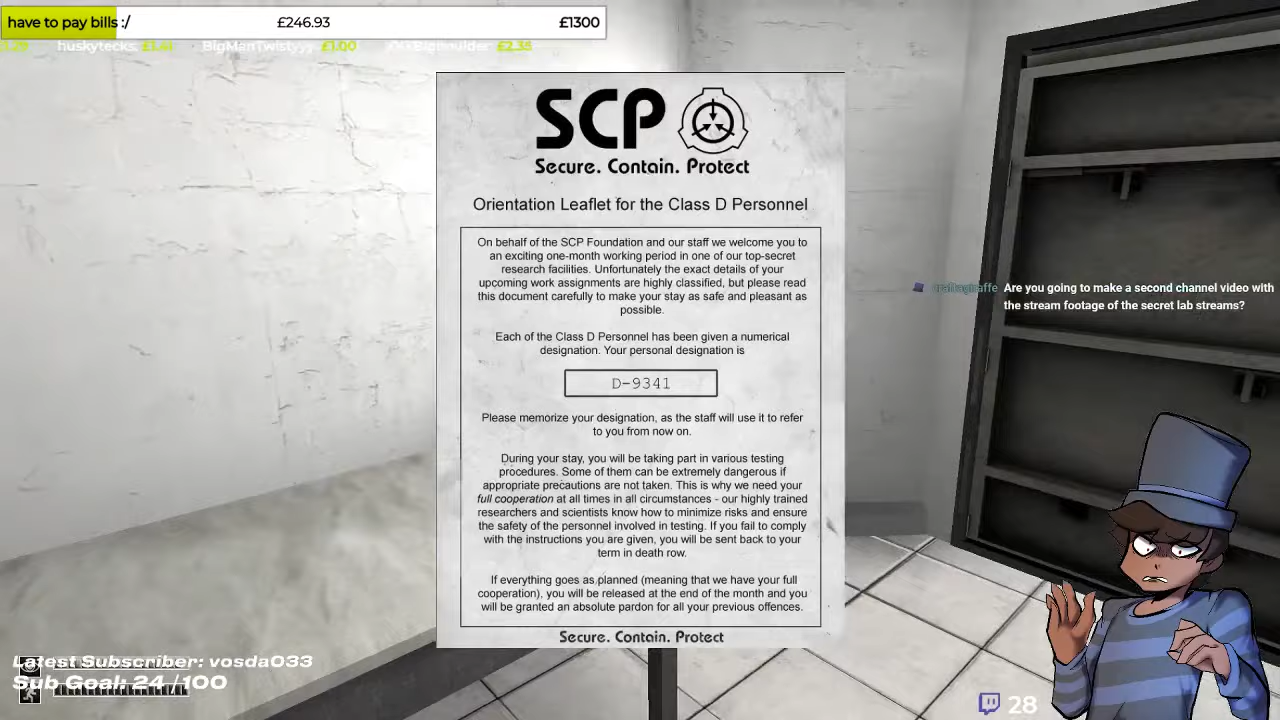 have to pay bills :/ £246.93 £1300
huskytecks: £1.41 BigManTwistyyy: £1.00 £2.35
SCP
Secure. Contain. Protect
Orientation Leaflet for the Class D Personnel
On behalf of the SCP Foundation and our staff we welcome you to
an exciting one-month working period in one of our top-secret
research facilities. Unfortunately the exact details of your
upcoming work assignments are highly classified, but please read
this document carefully to make your stay as safe and pleasant as
possible.
Each of the Class D Personnel has been given a numerical
designation. Your personal designation is
D-9341
Please memorize your designation, as the staff will use it to refer
to you from now on.
During your stay, you will be taking part in various testing
procedures. Some of them can be extremely dangerous if
appropriate precautions are not taken. This is why we need your
full cooperation at all times in all circumstances - our highly trained
researchers and scientists know how to minimize risks and ensure
the safety of the personnel involved in testing. If you fail to comply
with the instructions you are given, you will be sent back to your
term in death row.
If everything goes as planned (meaning that we have your full
cooperation), you will be released at the end of the month and you
will be granted an absolute pardon for all your previous offences.
Secure. Contain. Protect
Are you going to make a second channel video with
the stream footage of the secret lab streams?
Latest Subscriber: vosda033
Sub Goal: 24 /100
28